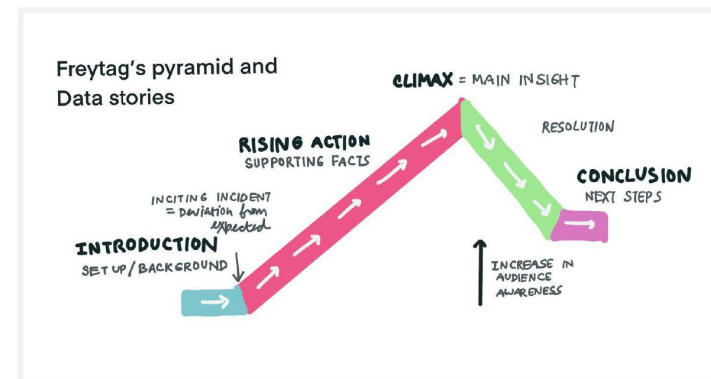 Freytag's pyramid and
Data stories
CLIMAX = MAIN INSIGHT
RISING ACTION
SUPPORTING FACTS
RESOLUTION
CONCLUSION
NEXT STEPS
INCITING INCIDENT
= Deviation from
expected
INTRODUCTION
SET UP/BACKGROUND
INCREASE IN
AUDIENCE
AWARENESS